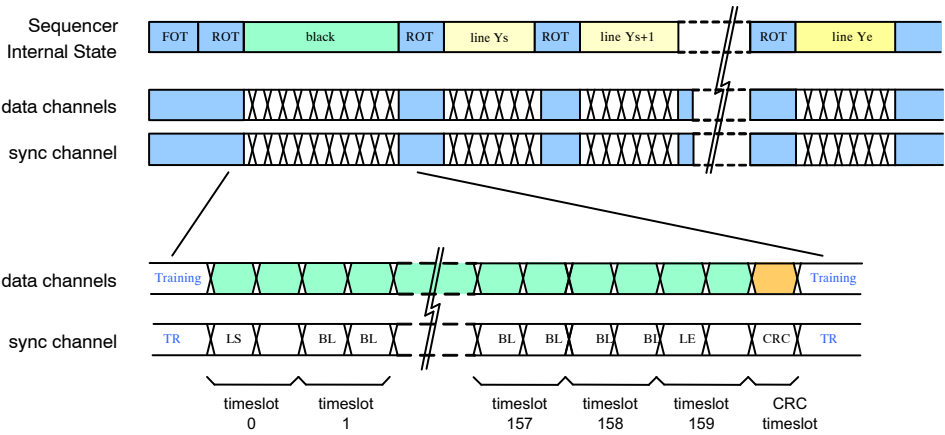 Sequencer
Internal State
FOT ROT black ROT line Ys ROT line Ys+1 ROT line Ye
data channels
sync channel
data channels
Training Training
sync channel
TR LS BL BL BL BL BL BL LE CRC TR
timeslot 0
timeslot 1
timeslot 157
timeslot 158
timeslot 159
CRC timeslot